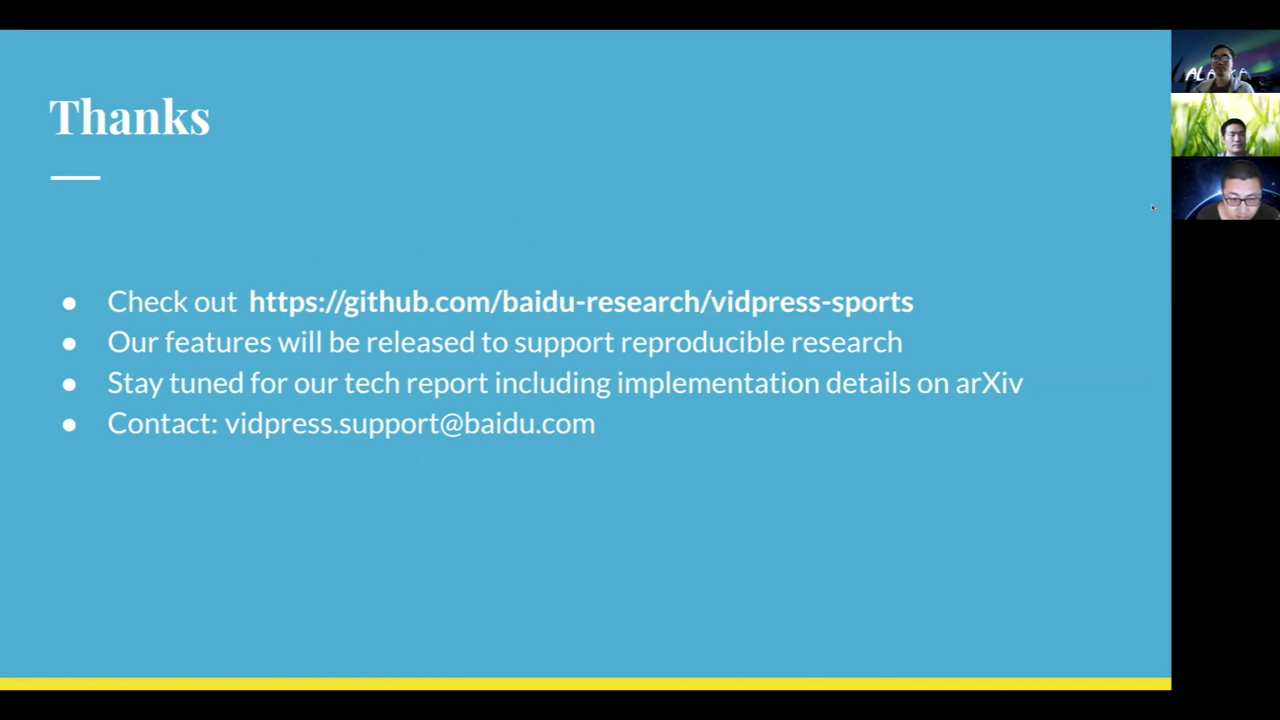 Thanks
● Check out https://github.com/baidu-research/vidpress-sports
● Our features will be released to support reproducible research
● Stay tuned for our tech report including implementation details on arXiv
● Contact: vidpress.support@baidu.com